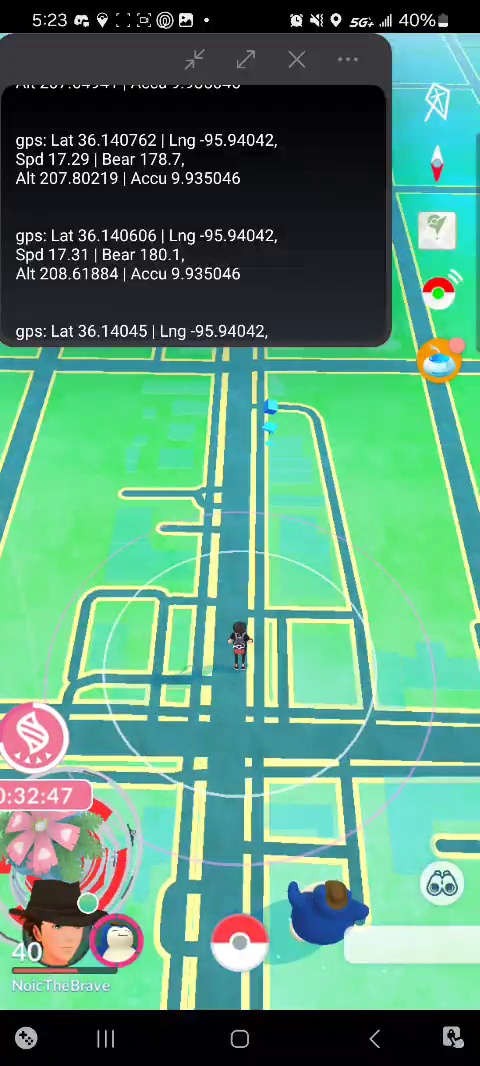 5:23
5G+
40%
gps: Lat 36.140762 | Lng -95.94042,
Spd 17.29 | Bear 178.7,
Alt 207.80219 | Accu 9.935046
gps: Lat 36.140606 | Lng -95.94042,
Spd 17.31 | Bear 180.1,
Alt 208.61884 | Accu 9.935046
gps: Lat 36.14045 | Lng -95.94042,
0:32:47
40
NoicTheBrave